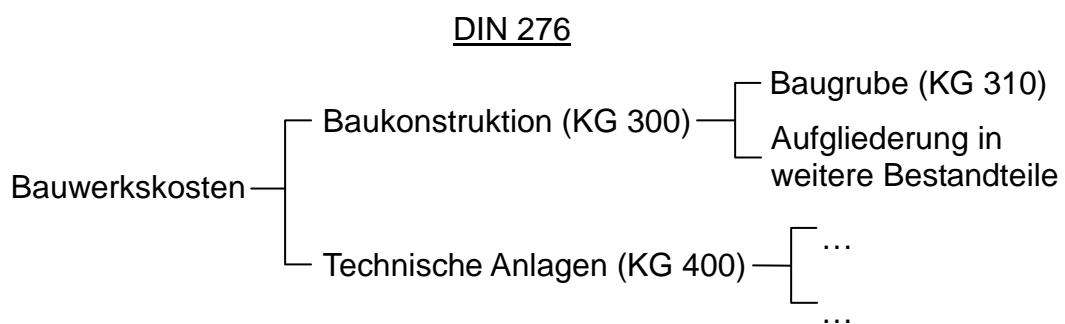 DIN 276
Baugrube (KG 310)
Baukonstruktion (KG 300)
Aufgliederung in
weitere Bestandteile
Bauwerkskosten
…
Technische Anlagen (KG 400)
…